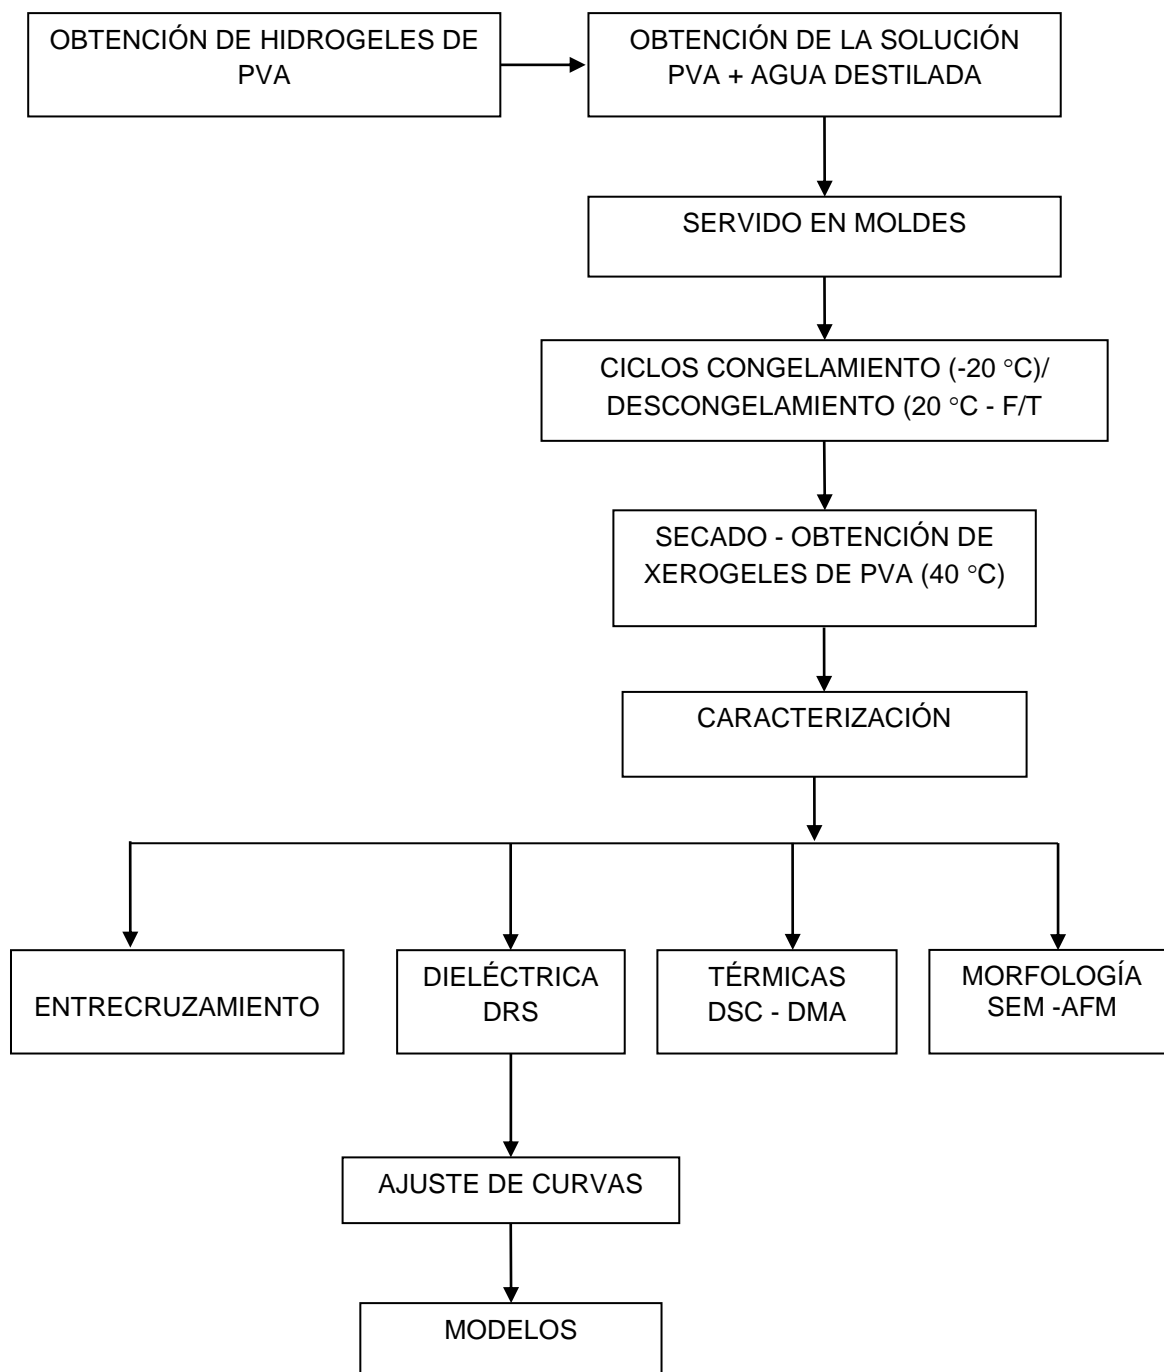 OBTENCIÓN DE HIDROGELES DE
PVA
OBTENCIÓN DE LA SOLUCIÓN
PVA + AGUA DESTILADA
SERVIDO EN MOLDES
CICLOS CONGELAMIENTO (-20 °C)/
DESCONGELAMIENTO (20 °C - F/T
SECADO - OBTENCIÓN DE
XEROGELES DE PVA (40 °C)
CARACTERIZACIÓN
ENTRECRUZAMIENTO
DIELÉCTRICA
DRS
TÉRMICAS
DSC - DMA
MORFOLOGÍA
SEM -AFM
AJUSTE DE CURVAS
MODELOS